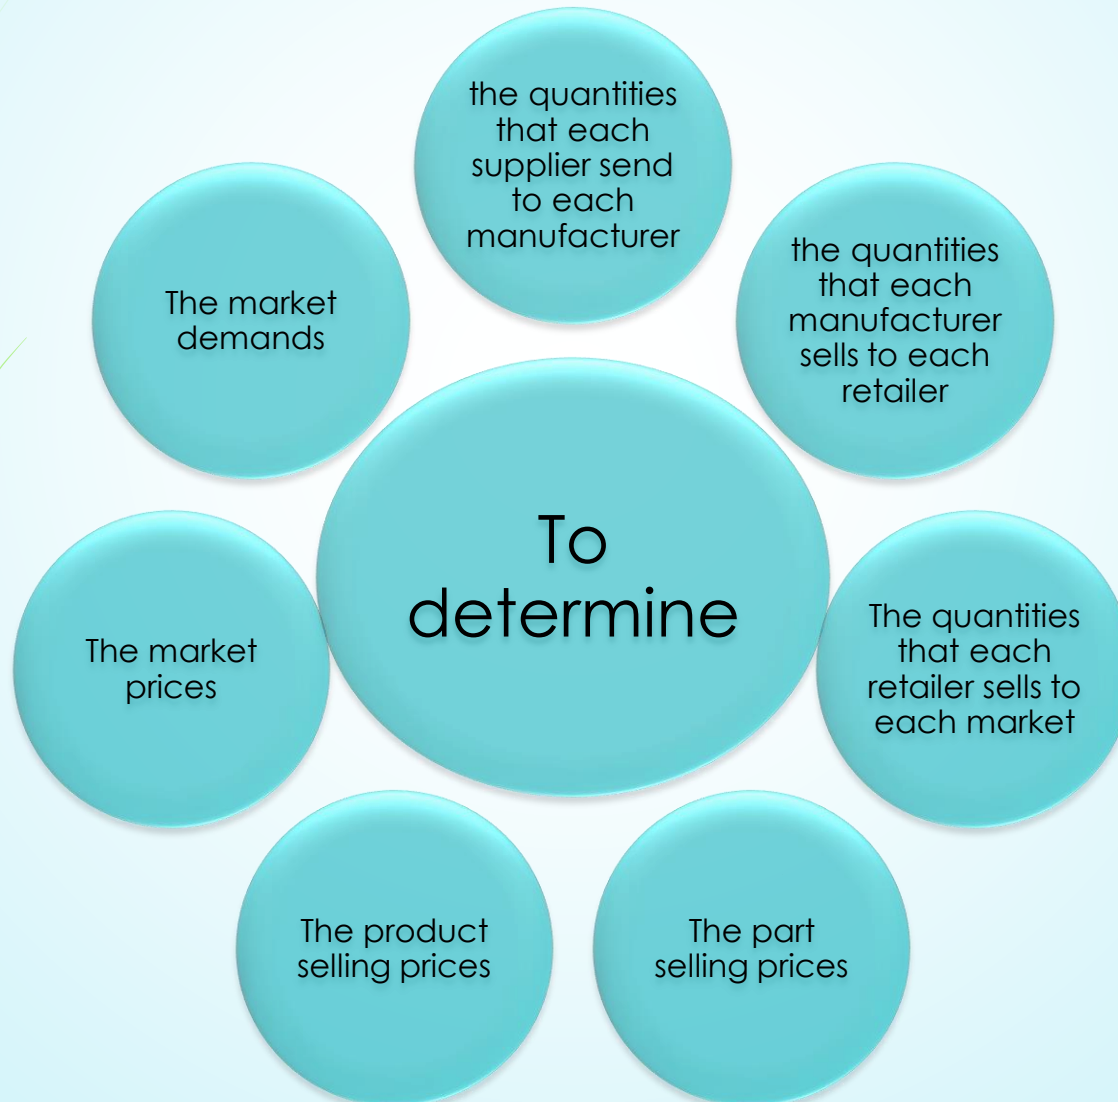 the quantities
that each
supplier send
to each
manufacturer
the quantities
that each
manufacturer
sells to each
retailer
The quantities
that each
retailer sells to
each market
The part
selling prices
The product
selling prices
The market
prices
The market
demands
To
determine